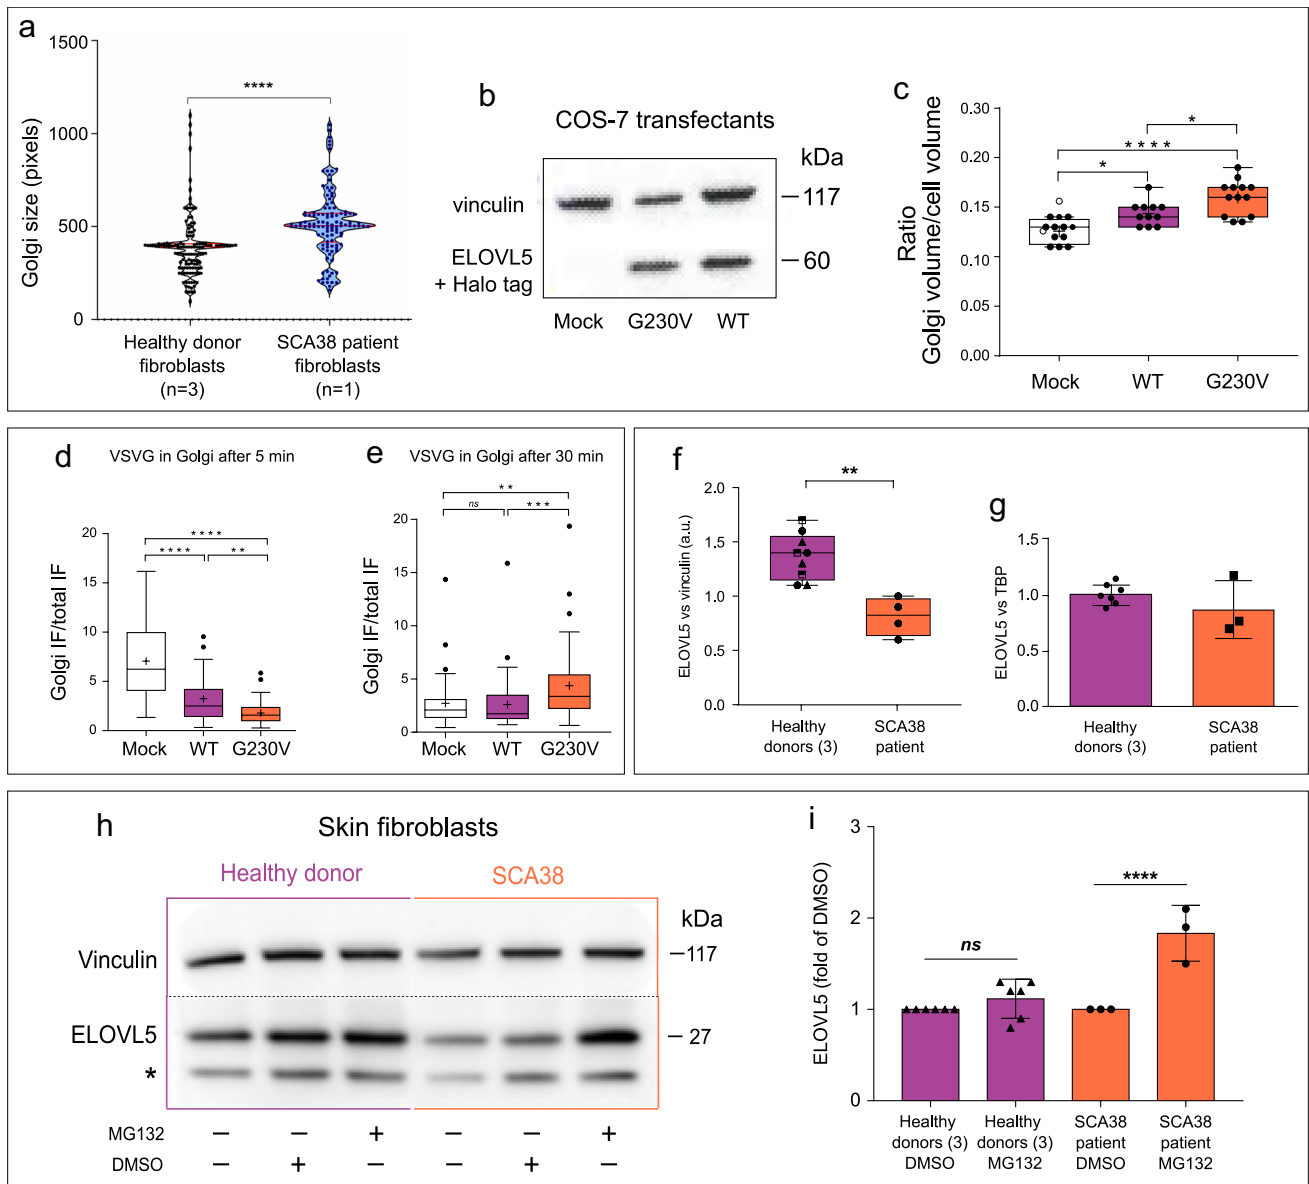 a
1500
1000
500
0
Golgi size (pixels)
****
Healthy donor
fibroblasts
(n=3)
SCA38 patient
fibroblasts
(n=1)
b
COS-7 transfectants
kDa
vinculin
117
ELOVL5
+ Halo tag
60
Mock
G230V
WT
c
Ratio
Golgi volume/cell volume
0.30
0.25
0.20
0.15
0.10
0.05
0.00
*
****
*
Mock
WT
G230V
d
VSVG in Golgi after 5 min
Golgi IF/total IF
20
15
10
5
0
****
****
**
Mock
WT
G230V
e
VSVG in Golgi after 30 min
Golgi IF/total IF
20
15
10
5
0
**
ns
***
Mock
WT
G230V
f
ELOVL5 vs vinculin (a.u.)
2.0
1.5
1.0
0.5
0.0
**
Healthy
donors (3)
SCA38
patient
g
ELOVL5 vs TBP
1.5
1.0
0.5
0.0
Healthy
donors (3)
SCA38
patient
h
Skin fibroblasts
Healthy donor
SCA38
kDa
Vinculin
117
ELOVL5
27
*
MG132 − − + − − +
DMSO − + − − + −
i
ELOVL5 (fold of DMSO)
3
2
1
0
ns
****
Healthy
donors (3)
DMSO
Healthy
donors (3)
MG132
SCA38
patient
DMSO
SCA38
patient
MG132